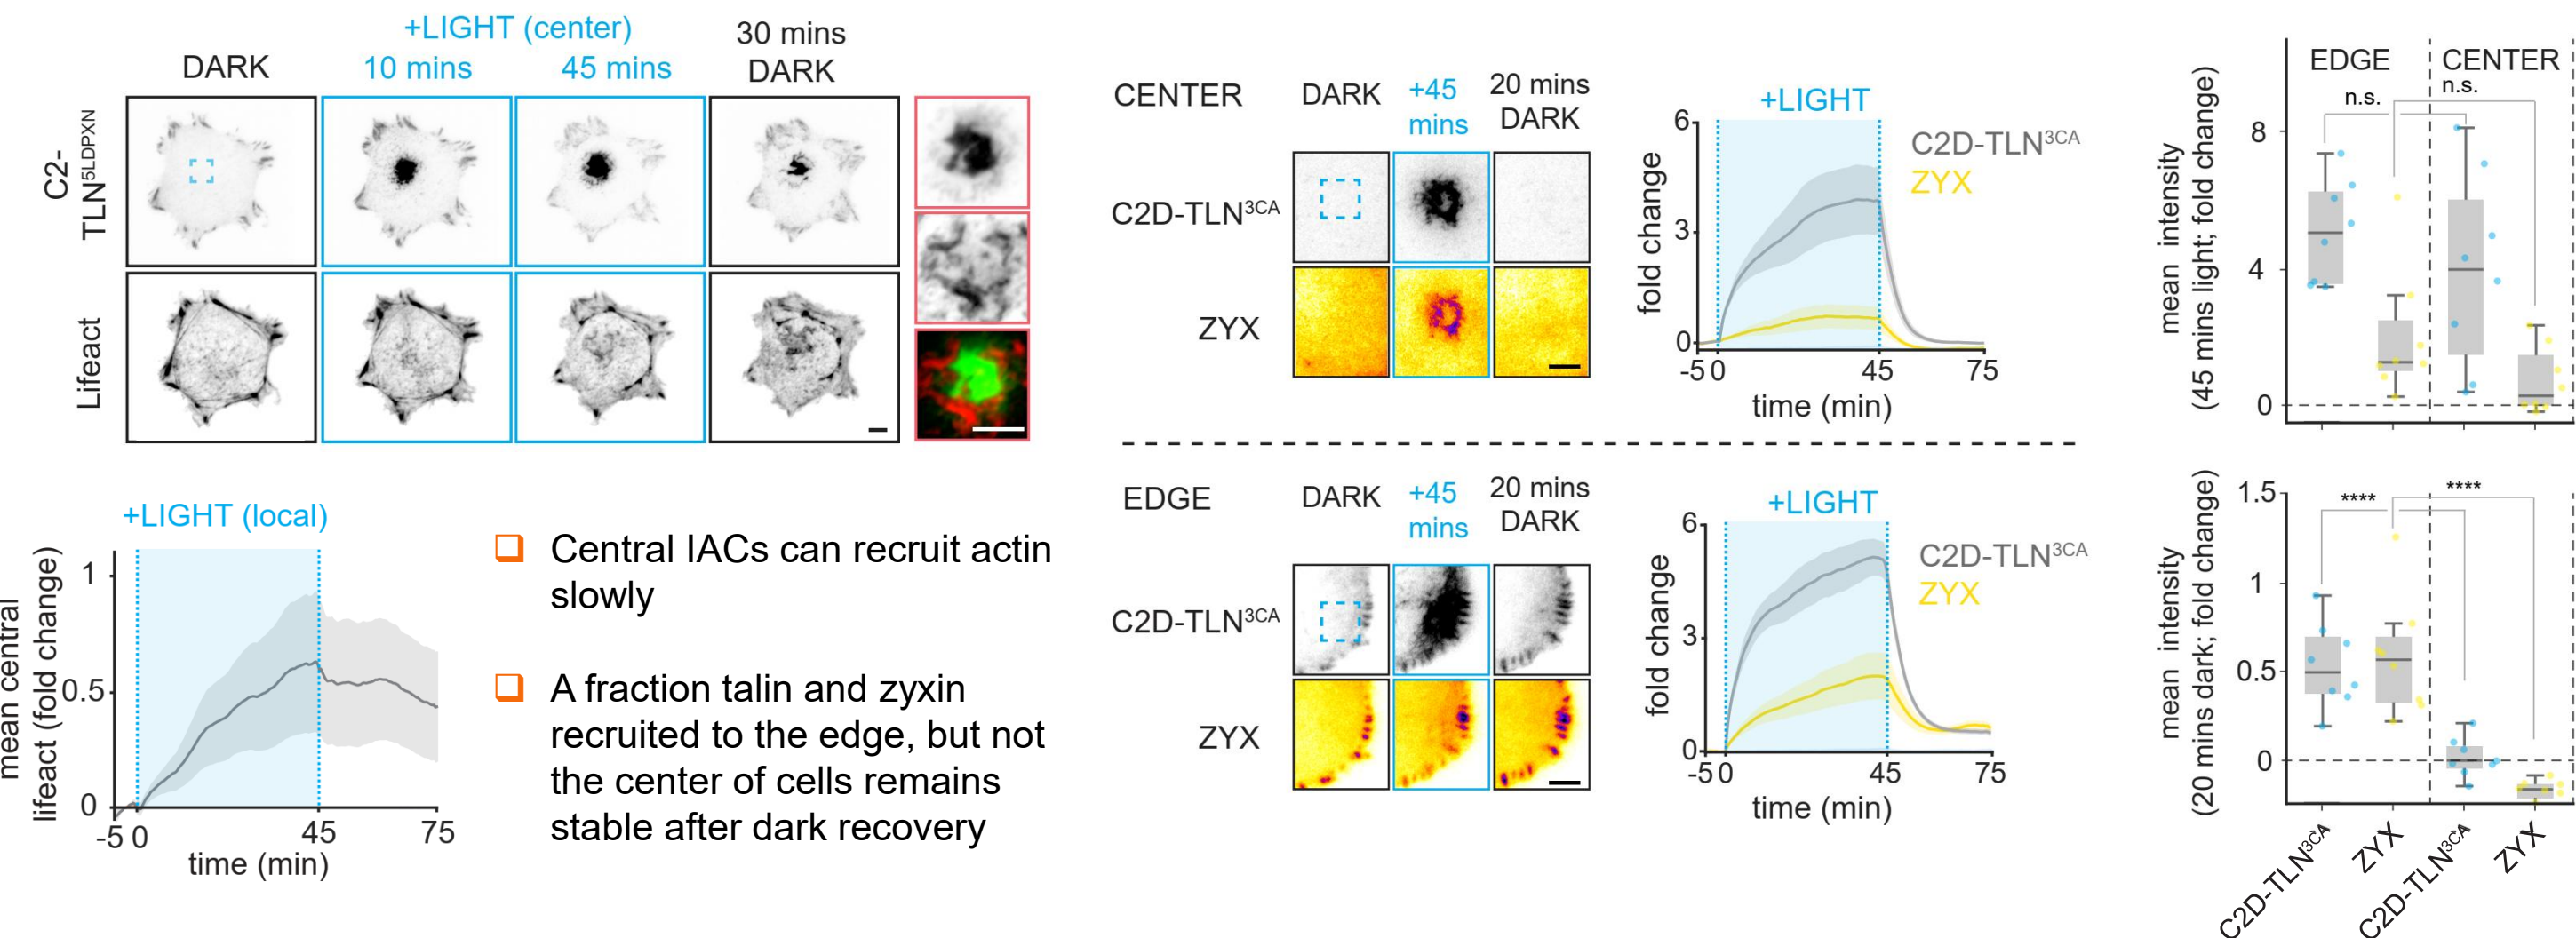 +LIGHT (center)
DARK
10 mins
45 mins
30 mins
DARK
C2-
TLN5LDPXN
Lifeact
+LIGHT (local)
mean central
lifeact (fold change)
1
0.5
0
-5 0
45
75
time (min)
Central IACs can recruit actin
slowly
A fraction talin and zyxin
recruited to the edge, but not
the center of cells remains
stable after dark recovery
CENTER
DARK
+45
mins
20 mins
DARK
C2D-TLN3CA
ZYX
+LIGHT
fold change
6
3
0
-5 0
45
75
time (min)
C2D-TLN3CA
ZYX
EDGE
DARK
+45
mins
20 mins
DARK
C2D-TLN3CA
ZYX
+LIGHT
fold change
6
3
0
-5 0
45
75
time (min)
C2D-TLN3CA
ZYX
mean intensity
(45 mins light; fold change)
EDGE
CENTER
n.s.
n.s.
8
4
0
mean intensity
(20 mins dark; fold change)
1.5
1
0.5
0
****
****
C2D-TLN3CA
ZYX
C2D-TLN3CA
ZYX